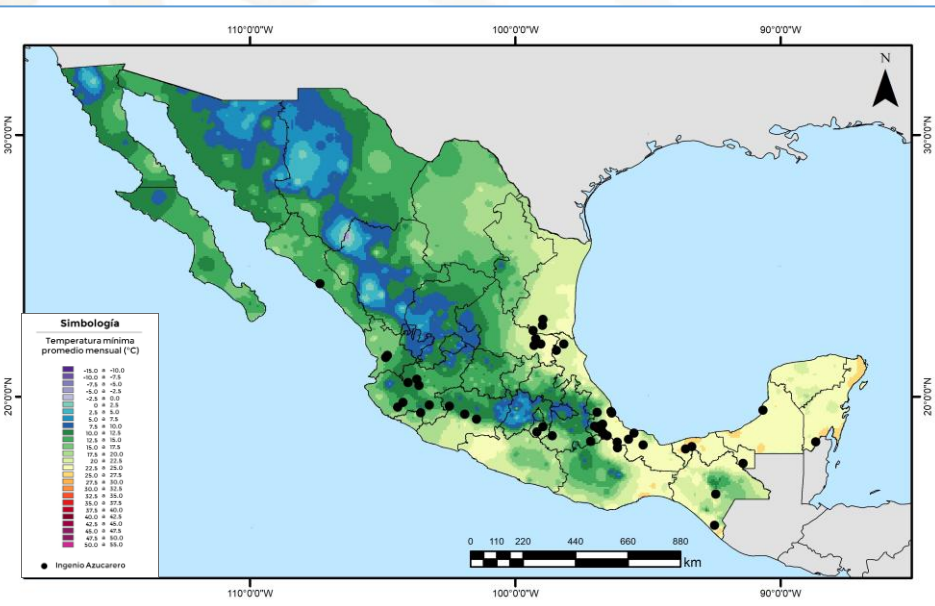 110°0'0"W 100°0'0"W 90°0'0"W
N
30°0'0"N 30°0'0"N
20°0'0"N 20°0'0"N
Simbología
Temperatura mínima
promedio mensual (°C)
-15.0 a -10.0
-10.0 a -7.5
-7.5 a -5.0
-5.0 a -2.5
-2.5 a 0.0
0 a 2.5
2.5 a 5.0
5.0 a 7.5
7.5 a 10.0
10.0 a 12.5
12.5 a 15.0
15.0 a 17.5
17.5 a 20.0
20 a 22.5
22.5 a 25.0
25.0 a 27.5
27.5 a 30.0
30.0 a 32.5
32.5 a 35.0
35.0 a 37.5
37.5 a 40.0
40.0 a 42.5
42.5 a 45.0
45.0 a 47.5
47.5 a 50.0
50.0 a 55.0
Ingenio Azucarero
0 110 220 440 660 880
km
110°0'0"W 100°0'0"W 90°0'0"W